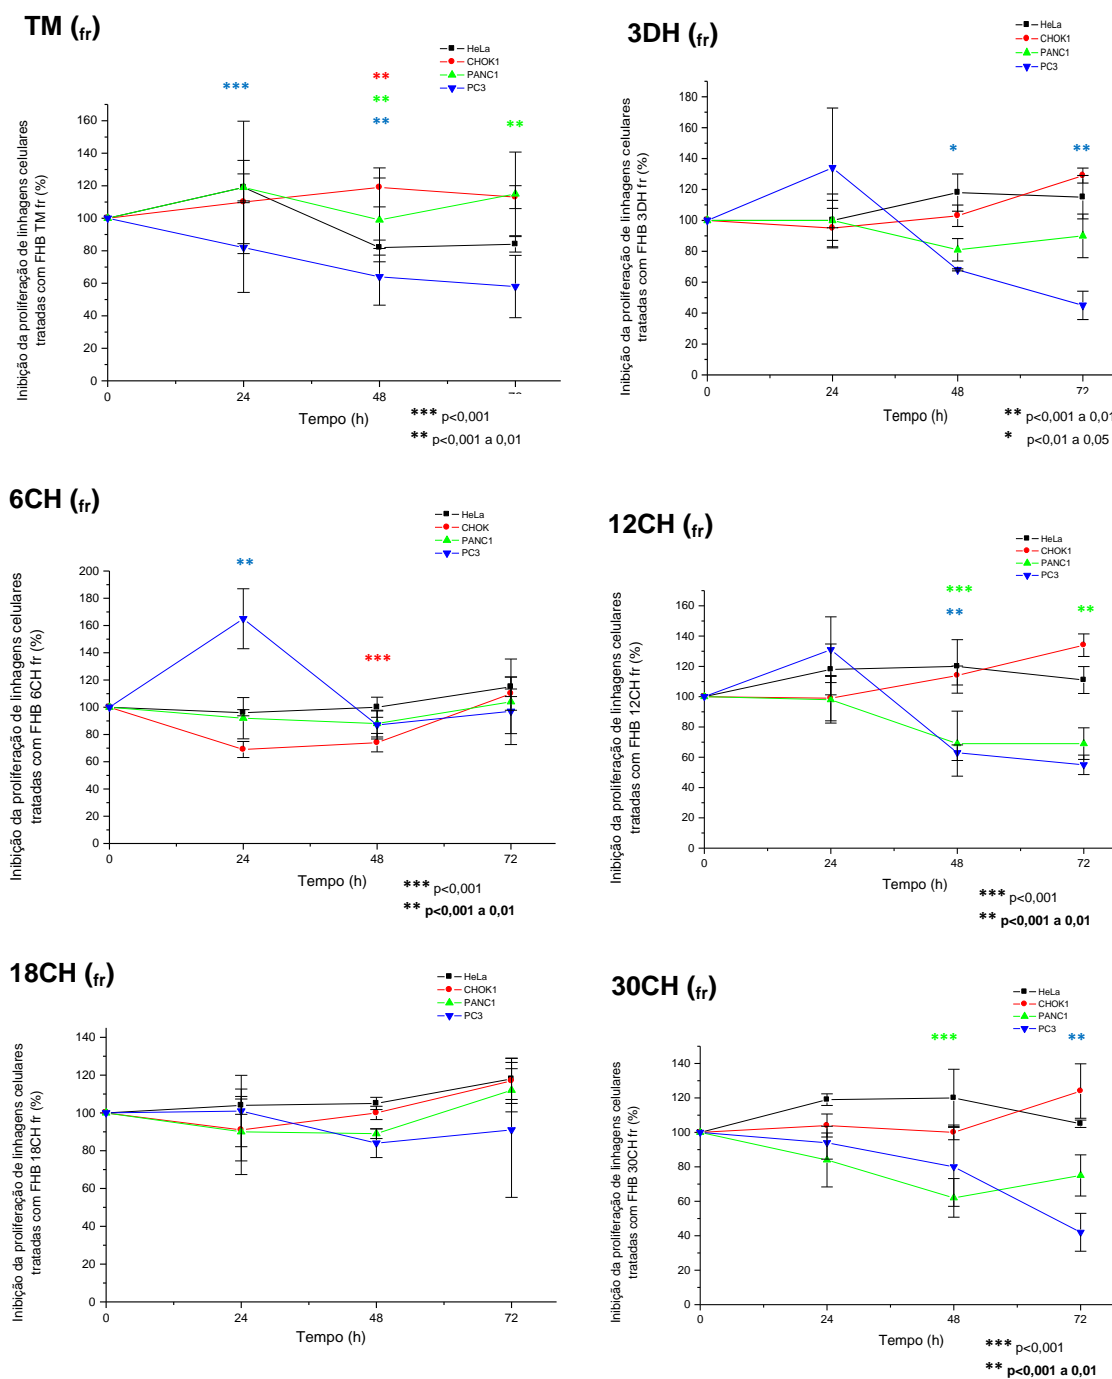 TM (fr)
HeLa
CHOK1
PANC1
PC3
***
**
**
**
**
160
140
120
100
80
60
40
20
0
0
24
48
72
Inibição da proliferação de linhagens celulares
tratadas com FHB TM fr (%)
Tempo (h)
*** p<0,001
** p<0,001 a 0,01
3DH (fr)
HeLa
CHOK1
PANC1
PC3
*
**
180
160
140
120
100
80
60
40
20
0
0
24
48
72
Inibição da proliferação de linhagens celulares
tratadas com FHB 3DH fr (%)
Tempo (h)
** p<0,001 a 0,01
* p<0,01 a 0,05
6CH (fr)
HeLa
CHOK
PANC1
PC3
**
***
200
180
160
140
120
100
80
60
40
20
0
0
24
48
72
Inibição da proliferação de linhagens celulares
tratadas com FHB 6CH fr (%)
Tempo (h)
*** p<0,001
** p<0,001 a 0,01
12CH (fr)
HeLa
CHOK1
PANC1
PC3
***
**
**
160
140
120
100
80
60
40
20
0
0
24
48
72
Inibição da proliferação de linhagens celulares
tratadas com FHB 12CH fr (%)
Tempo (h)
*** p<0,001
** p<0,001 a 0,01
18CH (fr)
HeLa
CHOK1
PANC1
PC3
140
120
100
80
60
40
20
0
0
24
48
72
Inibição da proliferação de linhagens celulares
tratadas com FHB 18CH fr (%)
Tempo (h)
30CH (fr)
HeLa
CHOK1
PANC1
PC3
***
**
140
120
100
80
60
40
20
0
0
24
48
72
Inibição da proliferação de linhagens celulares
tratadas com FHB 30CH fr (%)
Tempo (h)
*** p<0,001
** p<0,001 a 0,01